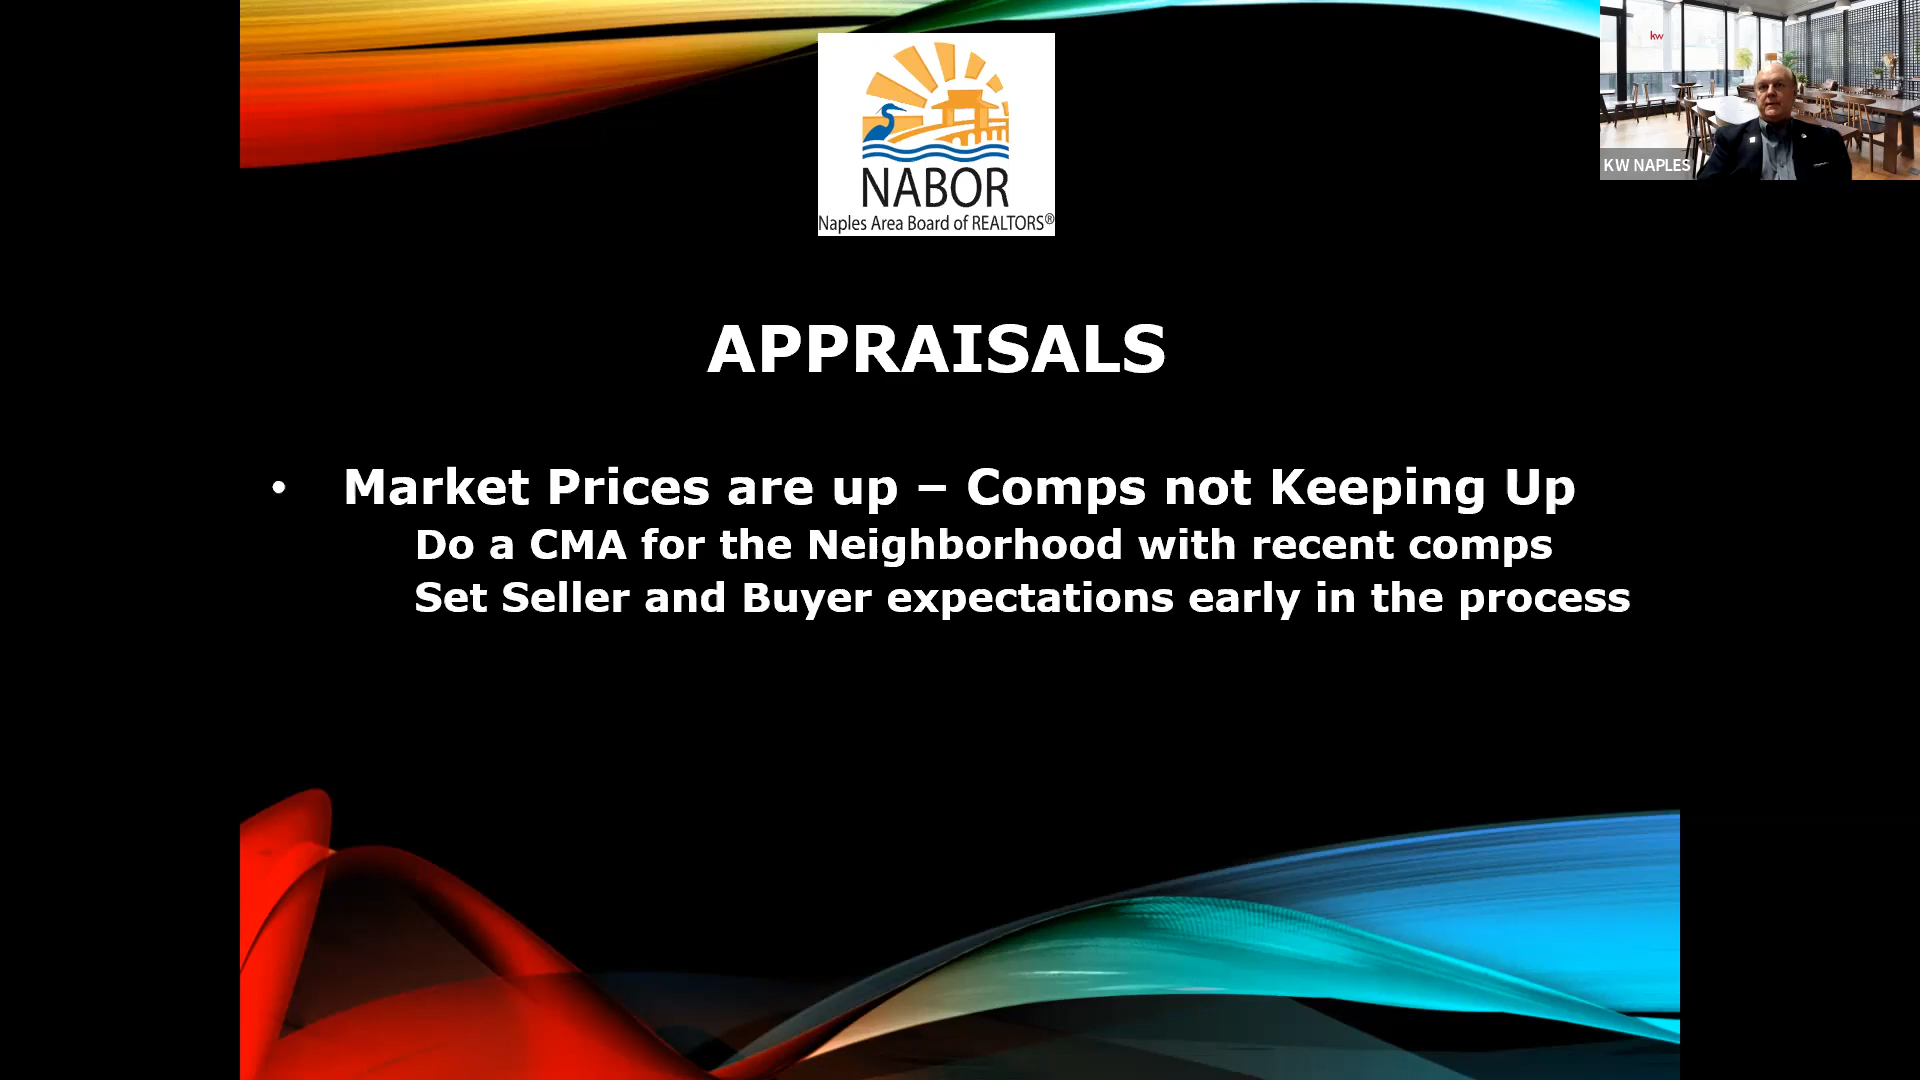 NABOR
Naples Area Board of REALTORS®
kw
KW NAPLES
APPRAISALS
• Market Prices are up – Comps not Keeping Up
Do a CMA for the Neighborhood with recent comps
Set Seller and Buyer expectations early in the process